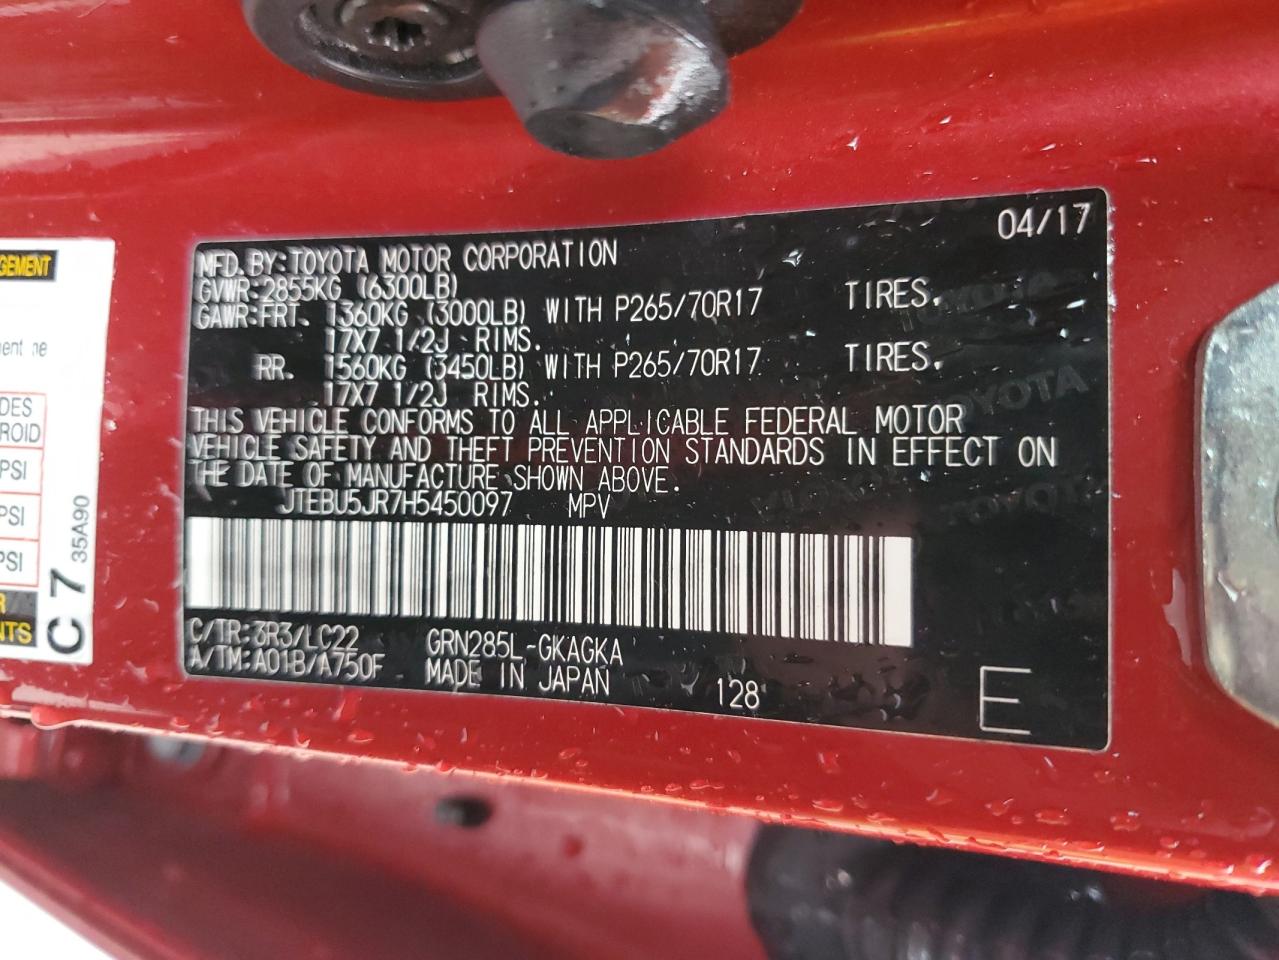 04/17
MFD. BY: TOYOTA MOTOR CORPORATION
GVWR: 2855KG (6300LB)
GAWR: FRT. 1360KG (3000LB) WITH P265/70R17 TIRES.
17X7 1/2J RIMS.
RR. 1560KG (3450LB) WITH P265/70R17 TIRES.
17X7 1/2J RIMS.
THIS VEHICLE CONFORMS TO ALL APPLICABLE FEDERAL MOTOR
VEHICLE SAFETY AND THEFT PREVENTION STANDARDS IN EFFECT ON
THE DATE OF MANUFACTURE SHOWN ABOVE.
JTEBU5JR7H5450097 MPV
C/TR: 3R3/LC22 GRN285L-GKAGKA
A/TM: A01B/A750F MADE IN JAPAN 128 E
PSI
PSI
PSI
C 7 35A90
TOYOTA